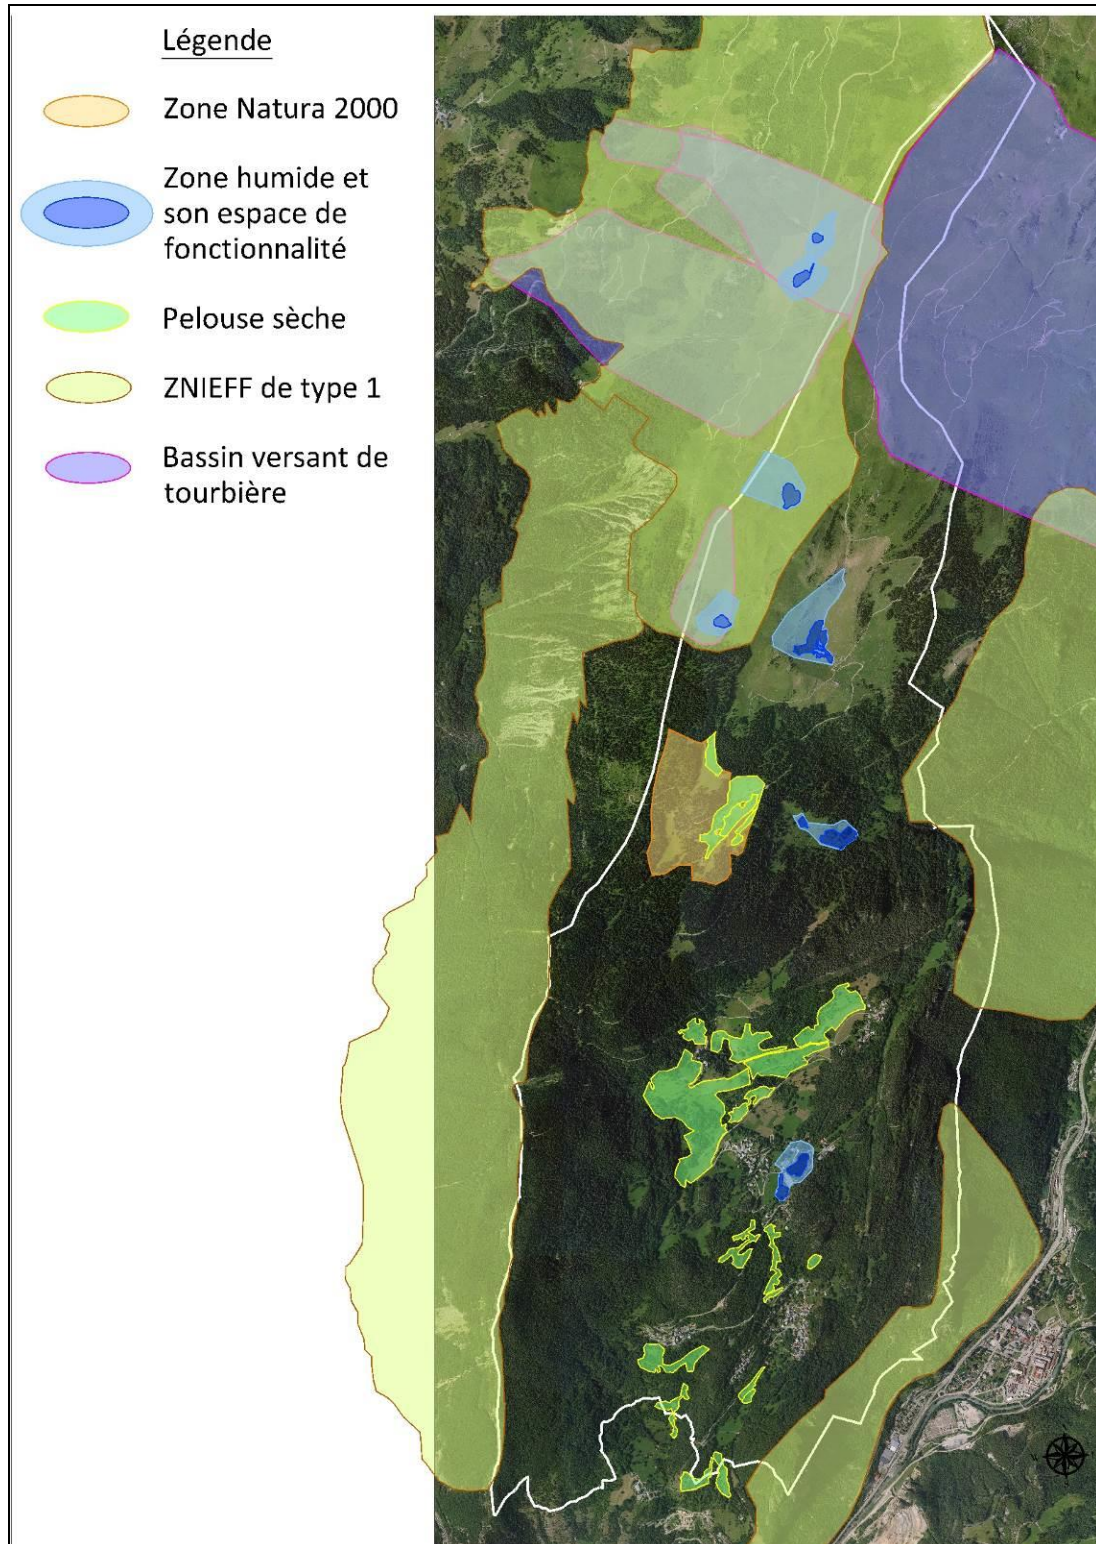 Légende
Zone Natura 2000
Zone humide et
son espace de
fonctionnalité
Pelouse sèche
ZNIEFF de type 1
Bassin versant de
tourbière